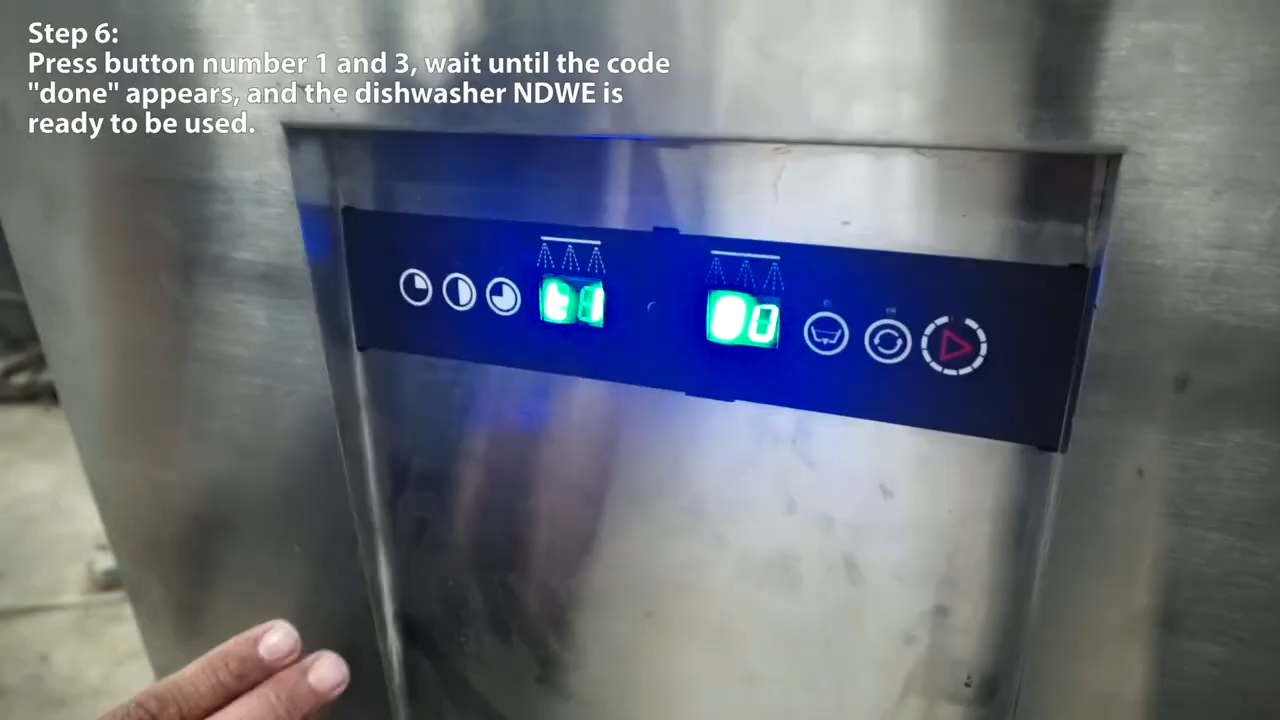 Step 6:
Press button number 1 and 3, wait until the code
"done" appears, and the dishwasher NDWE is
ready to be used.
t1